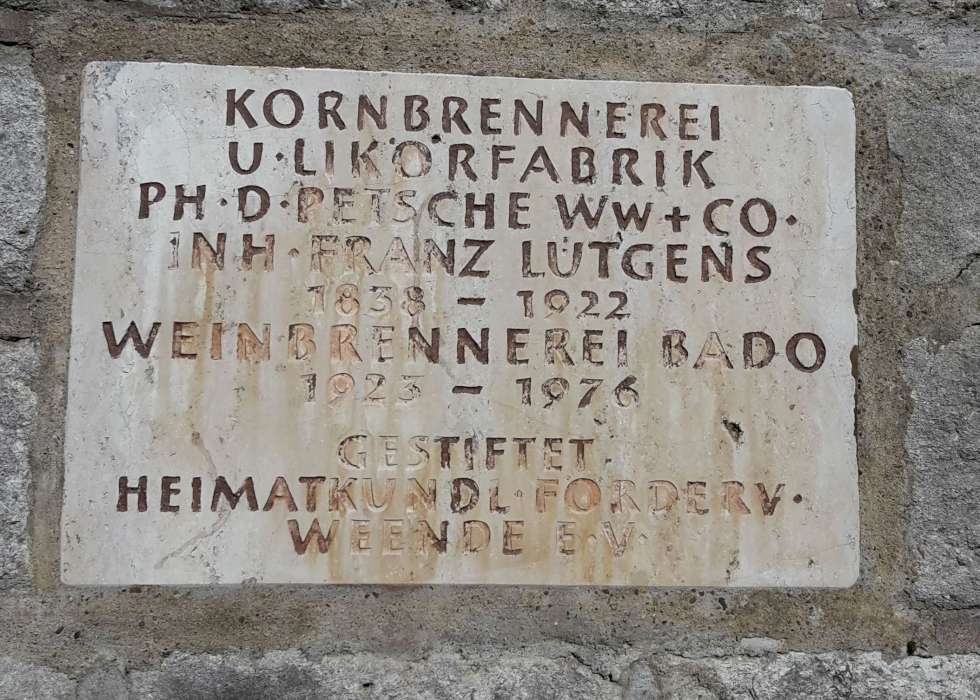 KORNBRENNEREI
U·LIKÖRFABRIK
PH·D·PETSCHE WW+CO·
INH·FRANZ LÜTGENS
1838 – 1922
WEINBRENNEREI BADO
1923 – 1976
GESTIFTET
HEIMATKUNDL·FÖRDERV·
WEENDE E·V·